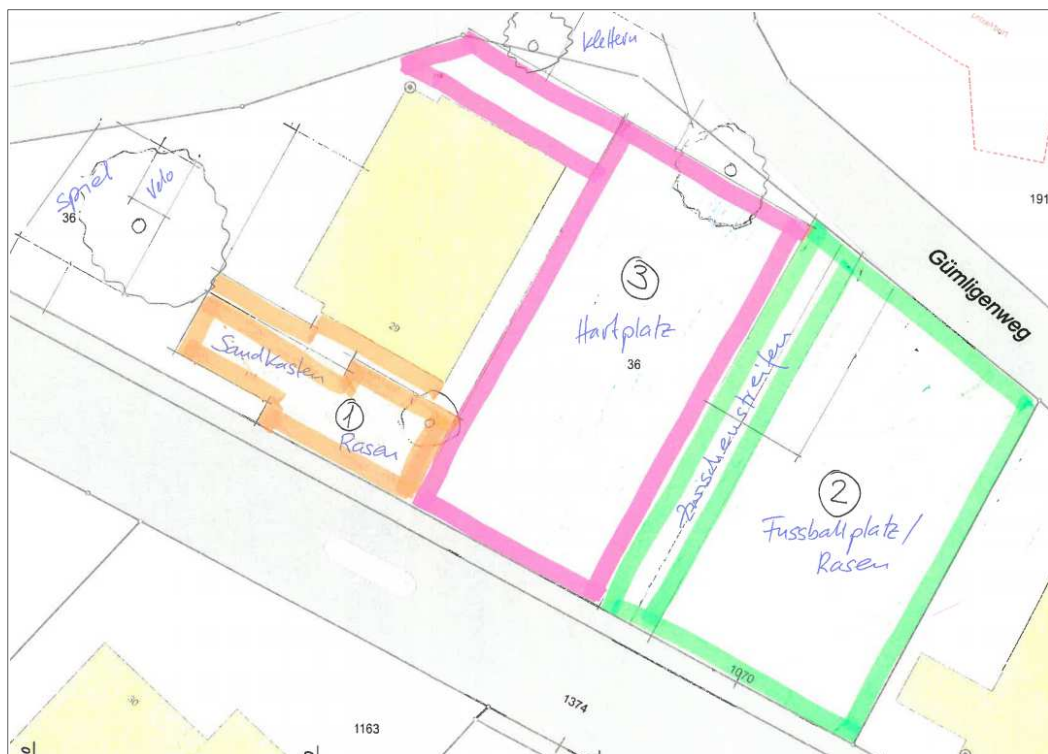 Klettern
Spiel
Velo
36
191
Gümligenweg
3
Hartplatz
36
29
Sandkasten
1
Rasen
Zwischenstreifen
2
Fussballplatz/
Rasen
1070
1374
1163
30